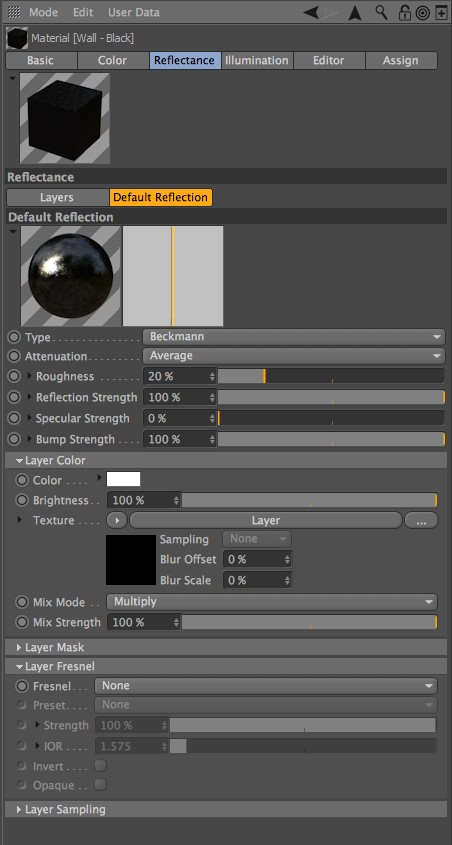 Mode Edit User Data
Material [Wall - Black]
Basic Color Reflectance Illumination Editor Assign
Reflectance
Layers Default Reflection
Default Reflection
Type. . . . . . . . . . . . . . . Beckmann
Attenuation. . . . . . . . . Average
Roughness . . . . . . . 20 %
Reflection Strength 100 %
Specular Strength 0 %
Bump Strength . . . . 100 %
Layer Color
Color . . . .
Brightness. . 100 %
Texture . . . . Layer ...
Sampling None
Blur Offset 0 %
Blur Scale 0 %
Mix Mode . . Multiply
Mix Strength 100 %
Layer Mask
Layer Fresnel
Fresnel. . . . None
Preset. . . . . None
Strength 100 %
IOR . . . . 1.575
Invert . . . .
Opaque . . .
Layer Sampling